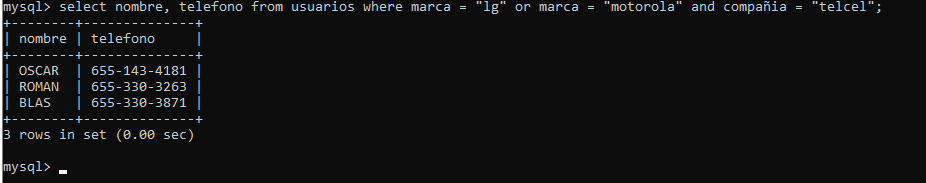 mysql> select nombre, telefono from usuarios where marca = "lg" or marca = "motorola" and compañia = "telcel";
+--------+--------------+
| nombre | telefono     |
+--------+--------------+
| OSCAR  | 655-143-4181 |
| ROMAN  | 655-330-3263 |
| BLAS   | 655-330-3871 |
+--------+--------------+
3 rows in set (0.00 sec)
mysql>